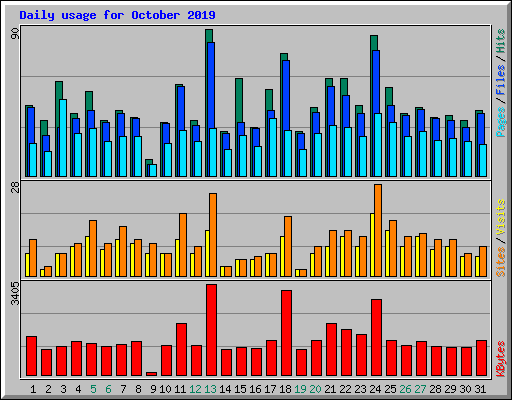 Daily usage for October 2019
90
28
3405
Pages / Files / Hits
Sites / Visits
KBytes
1 2 3 4 5 6 7 8 9 10 11 12 13 14 15 16 17 18 19 20 21 22 23 24 25 26 27 28 29 30 31